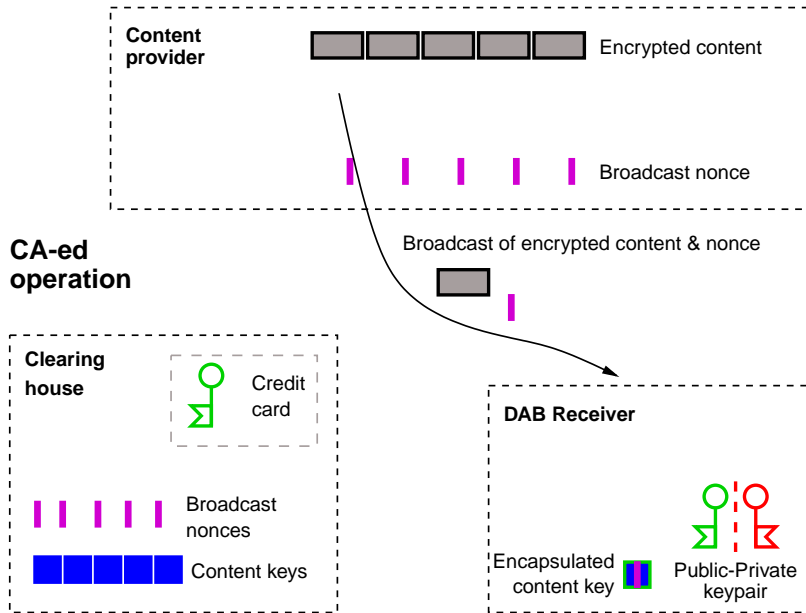 Content
provider
Encrypted content
Broadcast nonce
Broadcast of encrypted content & nonce
CA-ed
operation
Clearing
house
Credit
card
Broadcast
nonces
Content keys
DAB Receiver
Encapsulated
content key
Public-Private
keypair